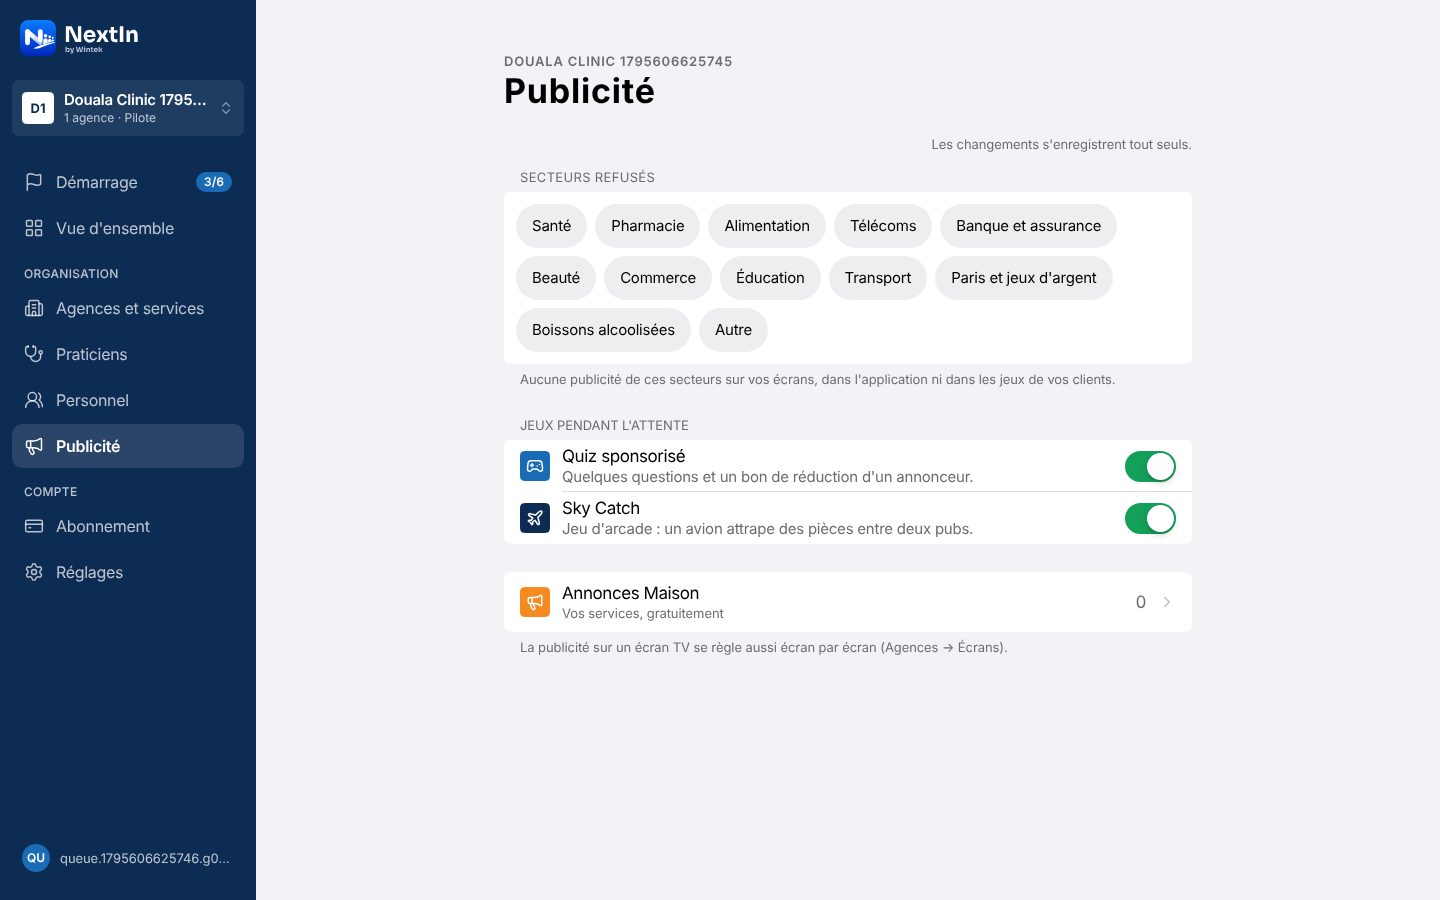 NextIn
by Wintek
D1
Douala Clinic 1795...
1 agence · Pilote
Démarrage
3/6
Vue d'ensemble
ORGANISATION
Agences et services
Praticiens
Personnel
Publicité
COMPTE
Abonnement
Réglages
QU
queue.1795606625746.g0...
DOUALA CLINIC 1795606625745
Publicité
Les changements s'enregistrent tout seuls.
SECTEURS REFUSÉS
Santé
Pharmacie
Alimentation
Télécoms
Banque et assurance
Beauté
Commerce
Éducation
Transport
Paris et jeux d'argent
Boissons alcoolisées
Autre
Aucune publicité de ces secteurs sur vos écrans, dans l'application ni dans les jeux de vos clients.
JEUX PENDANT L'ATTENTE
Quiz sponsorisé
Quelques questions et un bon de réduction d'un annonceur.
Sky Catch
Jeu d'arcade : un avion attrape des pièces entre deux pubs.
Annonces Maison
Vos services, gratuitement
0
La publicité sur un écran TV se règle aussi écran par écran (Agences → Écrans).